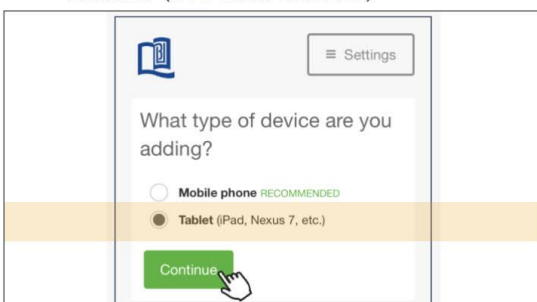 ≡ Settings
What type of device are you
adding?
Mobile phone RECOMMENDED
Tablet (iPad, Nexus 7, etc.)
Continue